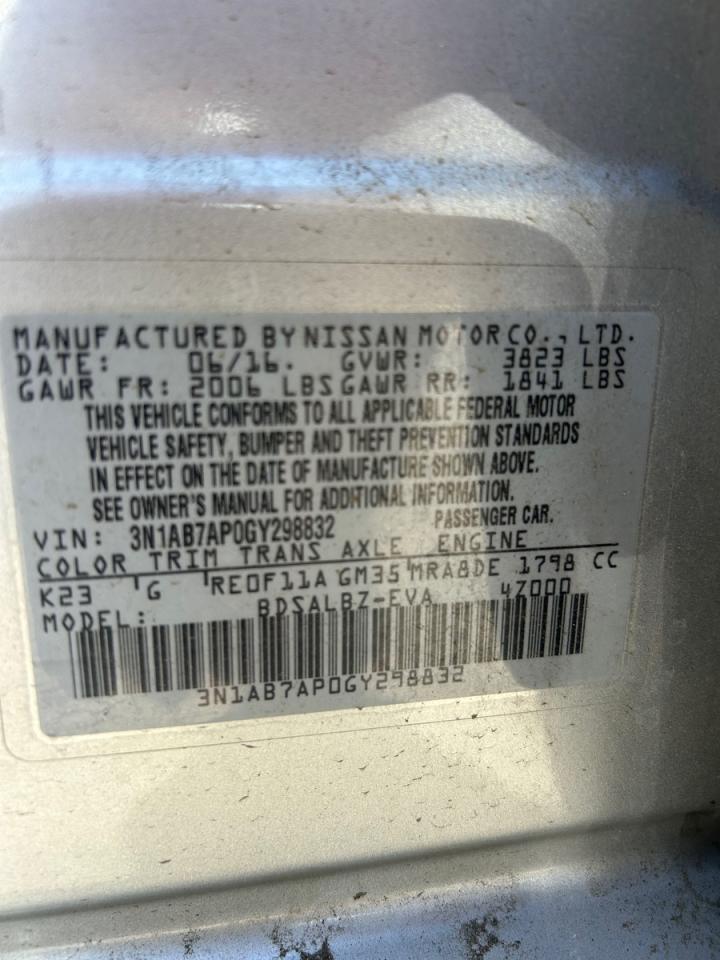 MANUFACTURED BY NISSAN MOTOR CO., LTD.
DATE: 06/16. GVWR: 3823 LBS
GAWR FR: 2006 LBS GAWR RR: 1841 LBS
THIS VEHICLE CONFORMS TO ALL APPLICABLE FEDERAL MOTOR
VEHICLE SAFETY, BUMPER AND THEFT PREVENTION STANDARDS
IN EFFECT ON THE DATE OF MANUFACTURE SHOWN ABOVE.
SEE OWNER'S MANUAL FOR ADDITIONAL INFORMATION.
VIN: 3N1AB7AP0GY298832 PASSENGER CAR.
COLOR TRIM TRANS AXLE ENGINE
K23 G RE0F11A GM35 MRA8DE 1798 CC
MODEL: BDSALBZ-EVA 4Z000
3N1AB7AP0GY298832